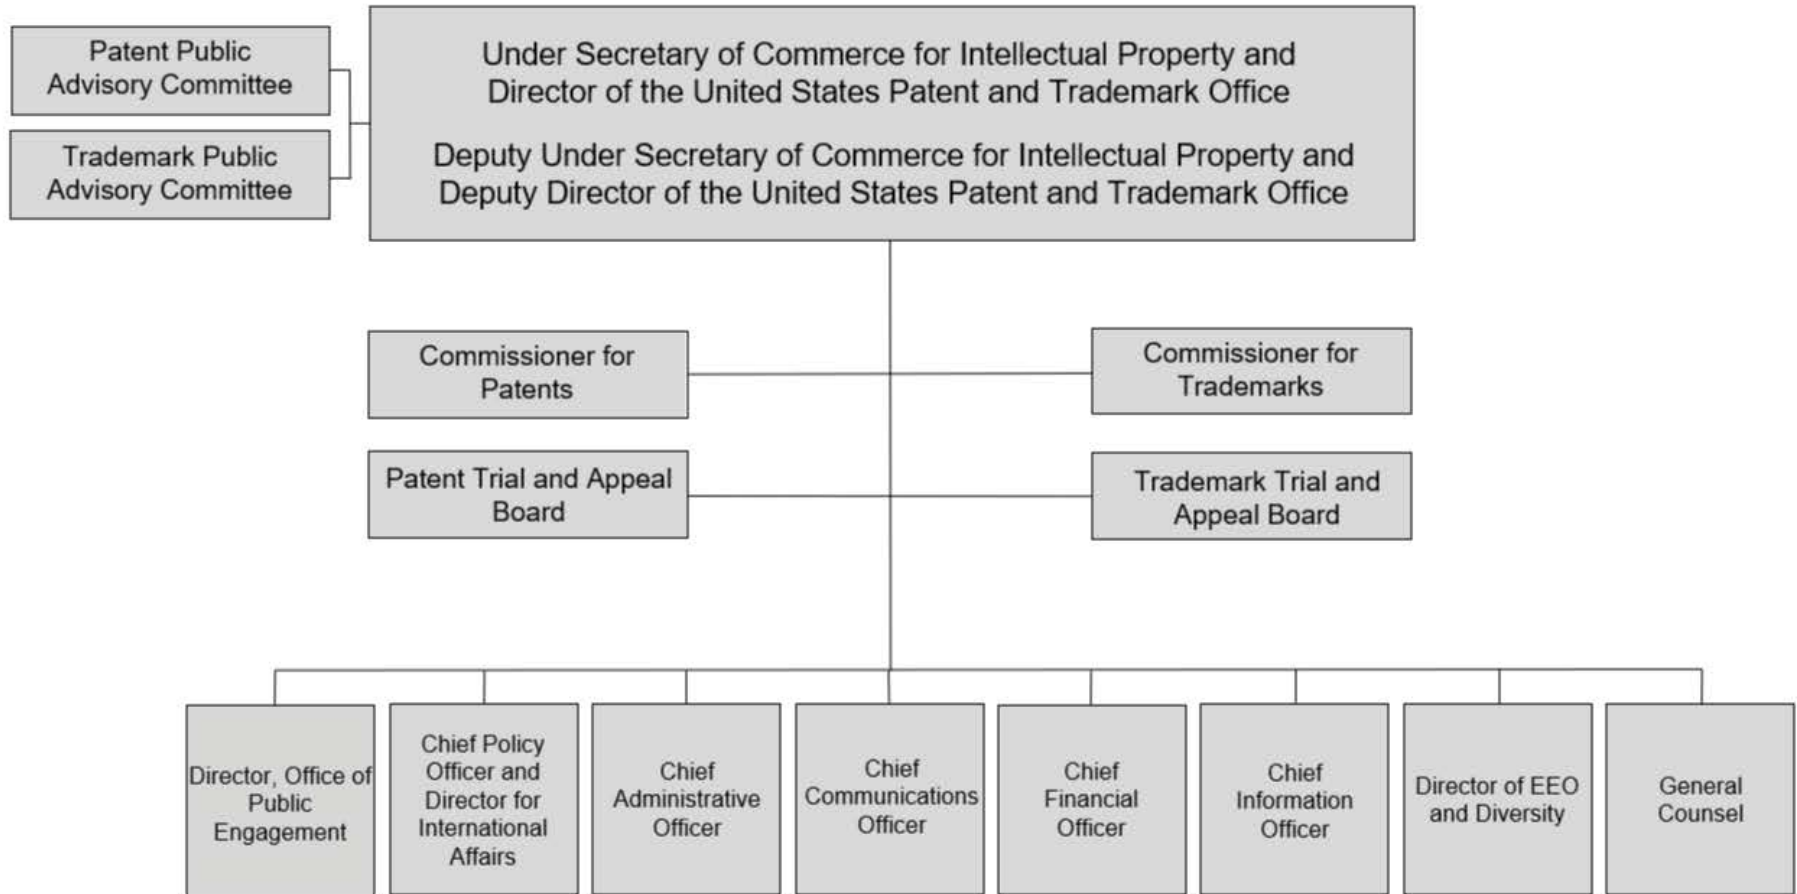 Patent Public
Advisory Committee
Trademark Public
Advisory Committee
Under Secretary of Commerce for Intellectual Property and
Director of the United States Patent and Trademark Office
Deputy Under Secretary of Commerce for Intellectual Property and
Deputy Director of the United States Patent and Trademark Office
Commissioner for
Patents
Commissioner for
Trademarks
Patent Trial and Appeal
Board
Trademark Trial and
Appeal Board
Director, Office of
Public
Engagement
Chief Policy
Officer and
Director for
International
Affairs
Chief
Administrative
Officer
Chief
Communications
Officer
Chief
Financial
Officer
Chief
Information
Officer
Director of EEO
and Diversity
General
Counsel